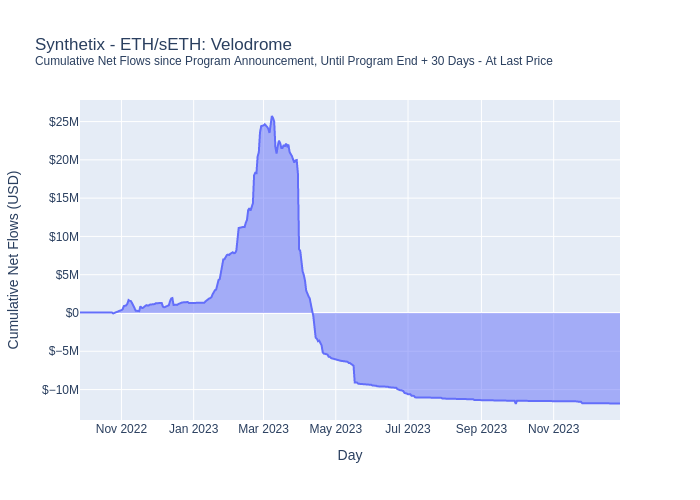 Synthetix - ETH/sETH: Velodrome
Cumulative Net Flows since Program Announcement, Until Program End + 30 Days - At Last Price
Cumulative Net Flows (USD)
$25M
$20M
$15M
$10M
$5M
$0
$−5M
$−10M
Nov 2022 Jan 2023 Mar 2023 May 2023 Jul 2023 Sep 2023 Nov 2023
Day